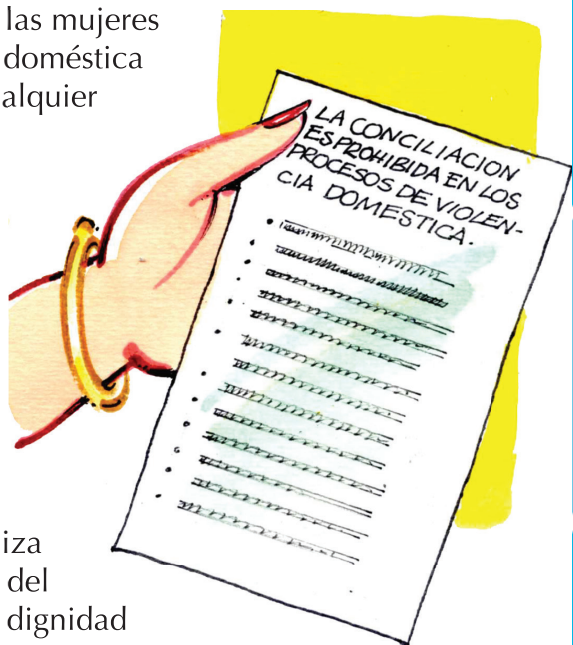 las mujeres
doméstica
alquier
LA CONCILIACION
ES PROHIBIDA EN LOS
PROCESOS DE VIOLEN-
CIA DOMESTICA.
iza
del
dignidad